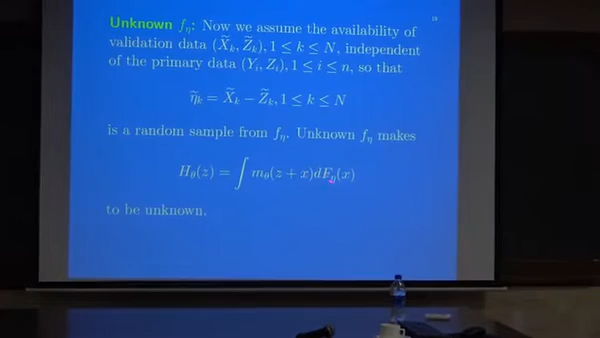 Unknown f_η: Now we assume the availability of
validation data (X̃_k, Z̃_k), 1 ≤ k ≤ N, independent
of the primary data (Y_i, Z_i), 1 ≤ i ≤ n, so that
η̃_k = X̃_k − Z̃_k, 1 ≤ k ≤ N
is a random sample from f_η. Unknown f_η makes
H_θ(z) = ∫ m_θ(z + x)dF_η(x)
to be unknown.